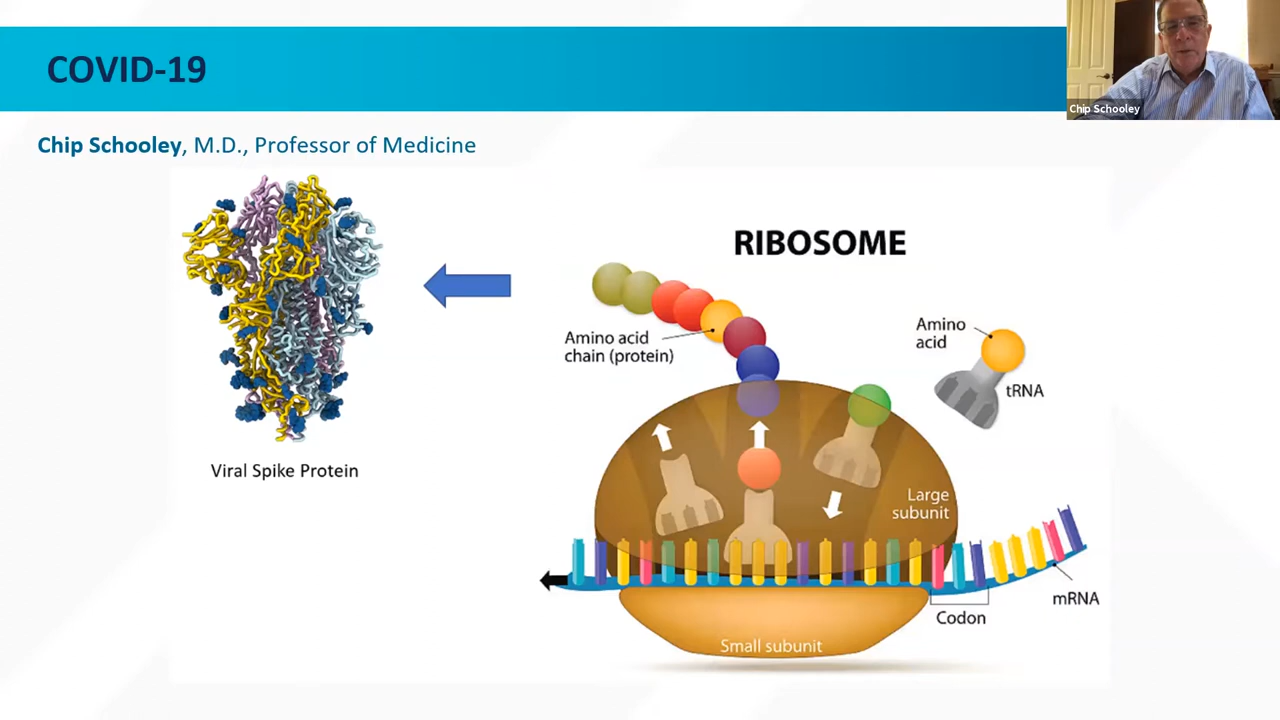 COVID-19
Chip Schooley
Chip Schooley, M.D., Professor of Medicine
RIBOSOME
Amino acid
chain (protein)
Amino
acid
tRNA
Viral Spike Protein
Large
subunit
mRNA
Codon
Small subunit